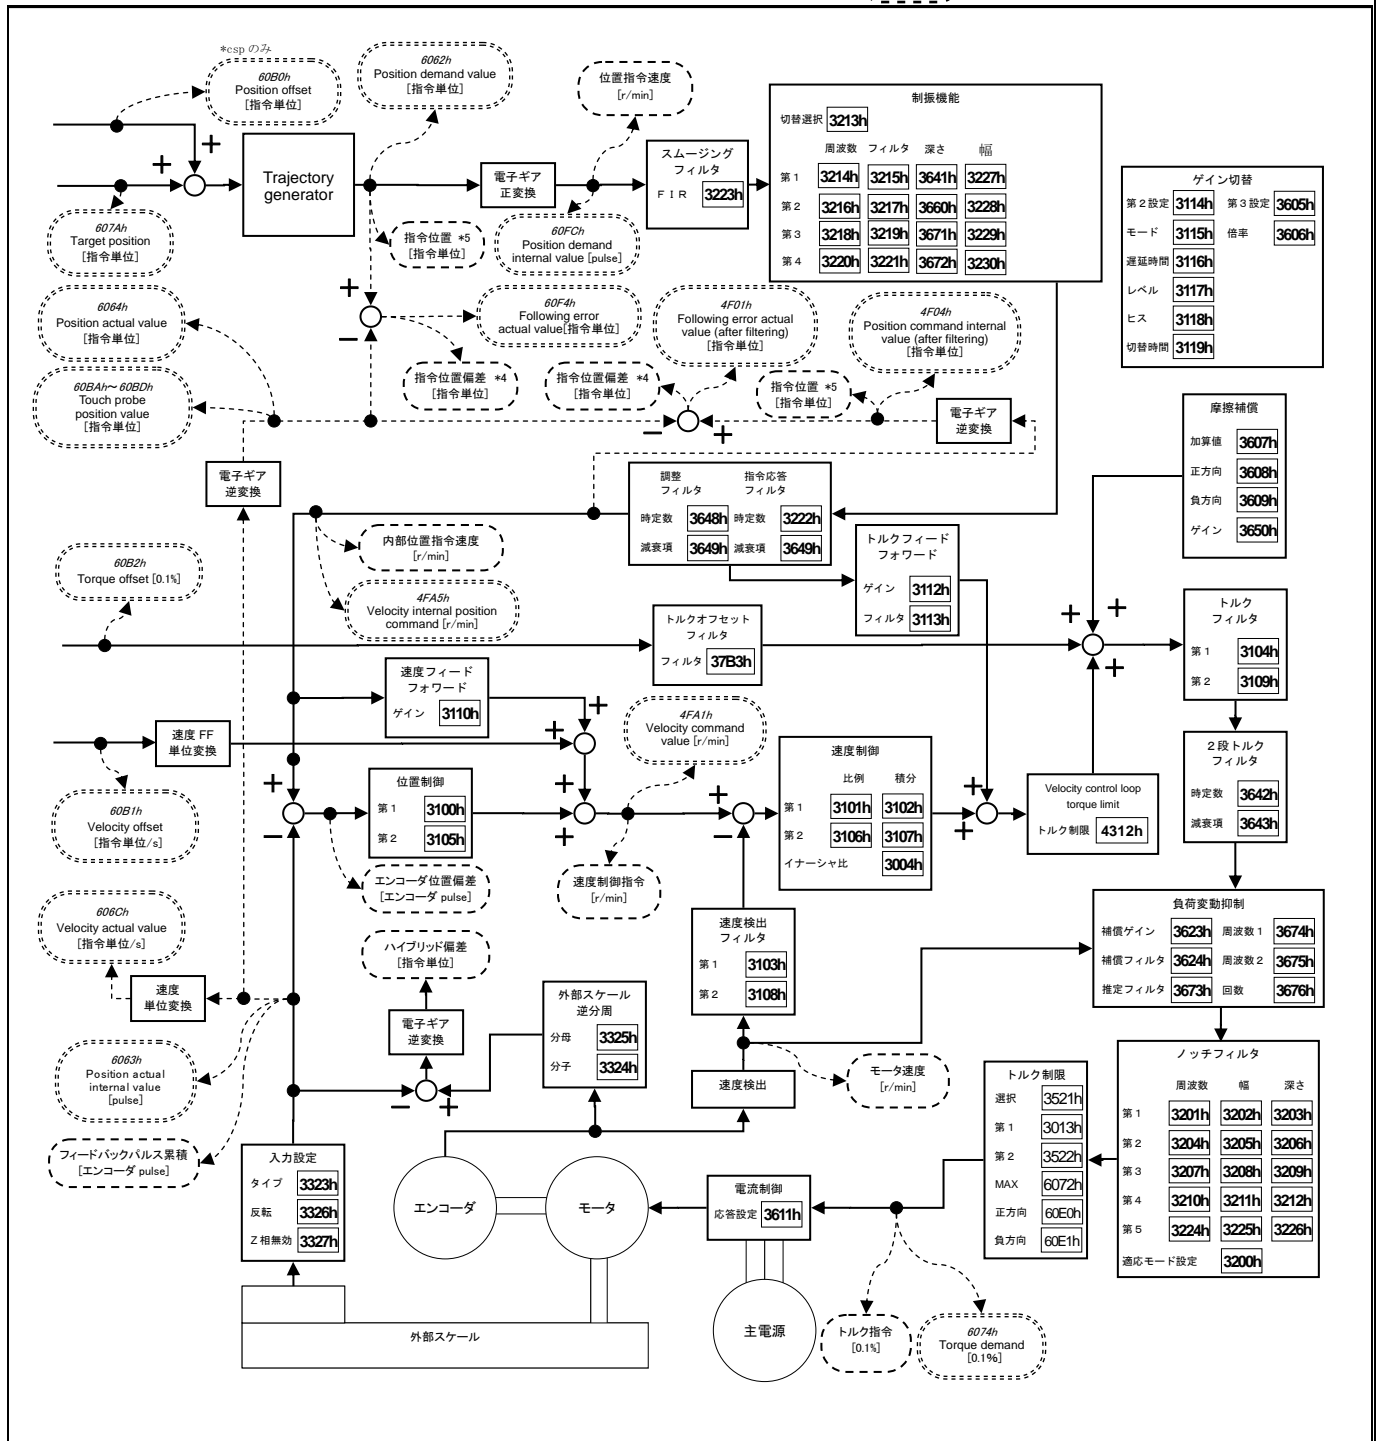 *csp のみ
60B0h
Position offset
[指令単位]
6062h
Position demand value
[指令単位]
位置指令速度
[r/min]
制振機能
切替選択 3213h
周波数 フィルタ 深さ 幅
第1 3214h 3215h 3641h 3227h
第2 3216h 3217h 3660h 3228h
第3 3218h 3219h 3671h 3229h
第4 3220h 3221h 3672h 3230h
Trajectory
generator
電子ギア
正変換
スムージング
フィルタ
FIR 3223h
ゲイン切替
第2設定 3114h 第3設定 3605h
モード 3115h 倍率 3606h
遅延時間 3116h
レベル 3117h
ヒス 3118h
切替時間 3119h
607Ah
Target position
[指令単位]
指令位置 *5
[指令単位]
60FCh
Position demand
internal value [pulse]
6064h
Position actual value
[指令単位]
60F4h
Following error
actual value[指令単位]
4F01h
Following error actual
value (after filtering)
[指令単位]
4F04h
Position command internal
value (after filtering)
[指令単位]
60BAh~60BDh
Touch probe
position value
[指令単位]
指令位置偏差 *4
[指令単位]
指令位置偏差 *4
[指令単位]
指令位置 *5
[指令単位]
電子ギア
逆変換
摩擦補償
加算値 3607h
正方向 3608h
負方向 3609h
ゲイン 3650h
電子ギア
逆変換
調整
フィルタ
指令応答
フィルタ
時定数 3648h 時定数 3222h
減衰項 3649h 減衰項 3649h
内部位置指令速度
[r/min]
トルクフィード
フォワード
ゲイン 3112h
フィルタ 3113h
60B2h
Torque offset [0.1%]
4FA5h
Velocity internal position
command [r/min]
トルクオフセット
フィルタ
フィルタ 37B3h
トルク
フィルタ
第1 3104h
第2 3109h
速度フィード
フォワード
ゲイン 3110h
速度 FF
単位変換
4FA1h
Velocity command
value [r/min]
速度制御
比例 積分
第1 3101h 3102h
第2 3106h 3107h
イナーシャ比 3004h
2段トルク
フィルタ
時定数 3642h
減衰項 3643h
位置制御
第1 3100h
第2 3105h
Velocity control loop
torque limit
トルク制限 4312h
60B1h
Velocity offset
[指令単位/s]
エンコーダ位置偏差
[エンコーダ pulse]
速度制御指令
[r/min]
606Ch
Velocity actual value
[指令単位/s]
ハイブリッド偏差
[指令単位]
速度検出
フィルタ
第1 3103h
第2 3108h
負荷変動抑制
補償ゲイン 3623h 周波数1 3674h
補償フィルタ 3624h 周波数2 3675h
推定フィルタ 3673h 回数 3676h
速度
単位変換
電子ギア
逆変換
外部スケール
逆分周
分母 3325h
分子 3324h
6063h
Position actual
internal value
[pulse]
速度検出
モータ速度
[r/min]
トルク制限
選択 3521h
第1 3013h
第2 3522h
MAX 6072h
正方向 60E0h
負方向 60E1h
ノッチフィルタ
周波数 幅 深さ
第1 3201h 3202h 3203h
第2 3204h 3205h 3206h
第3 3207h 3208h 3209h
第4 3210h 3211h 3212h
第5 3224h 3225h 3226h
適応モード設定 3200h
フィードバックパルス累積
[エンコーダ pulse]
入力設定
タイプ 3323h
反転 3326h
Z相無効 3327h
エンコーダ
モータ
電流制御
応答設定 3611h
外部スケール
主電源
トルク指令
[0.1%]
6074h
Torque demand
[0.1%]